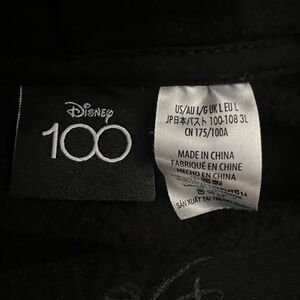 Disney
100
US/AU L/G UK L EU L
JP日本バスト 100-108 3L
CN 175/100A
MADE IN CHINA
FABRIQUÉ EN CHINE
HECHO EN CHINA
SẢN XUẤT TẠI